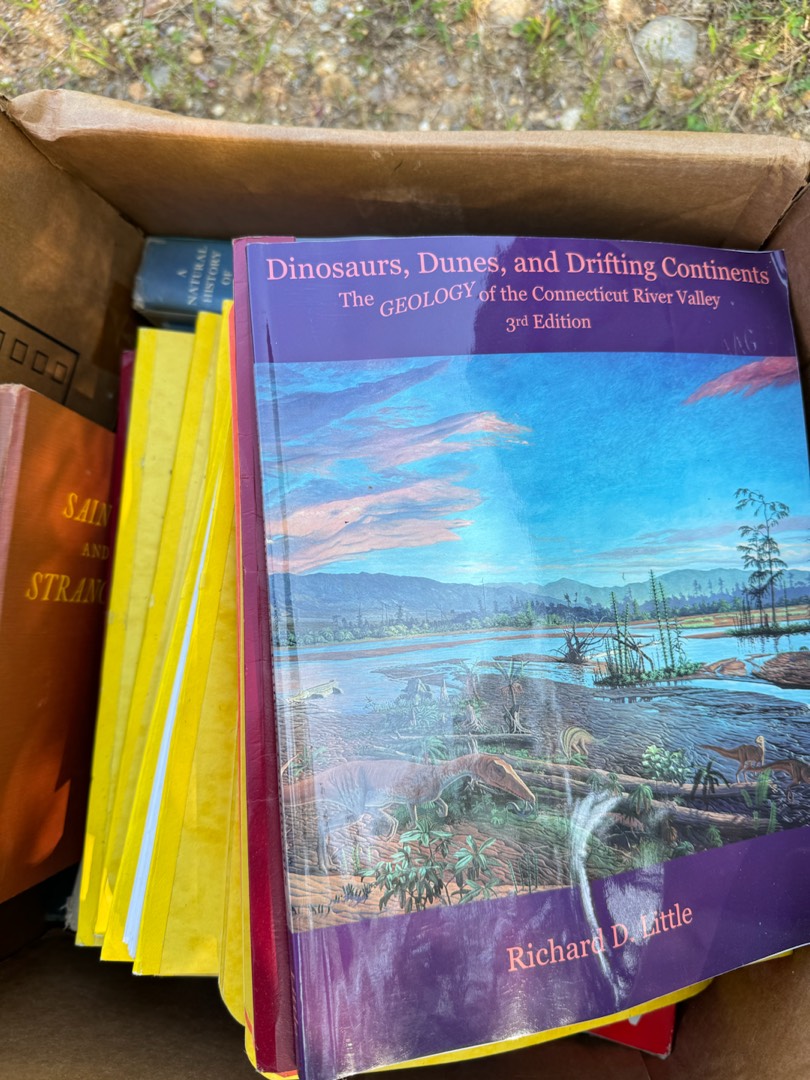 Dinosaurs, Dunes, and Drifting Continents
The GEOLOGY of the Connecticut River Valley
3rd Edition
Richard D. Little
A
NATURAL
HISTORY
OF
SAIN
AND
STRANG